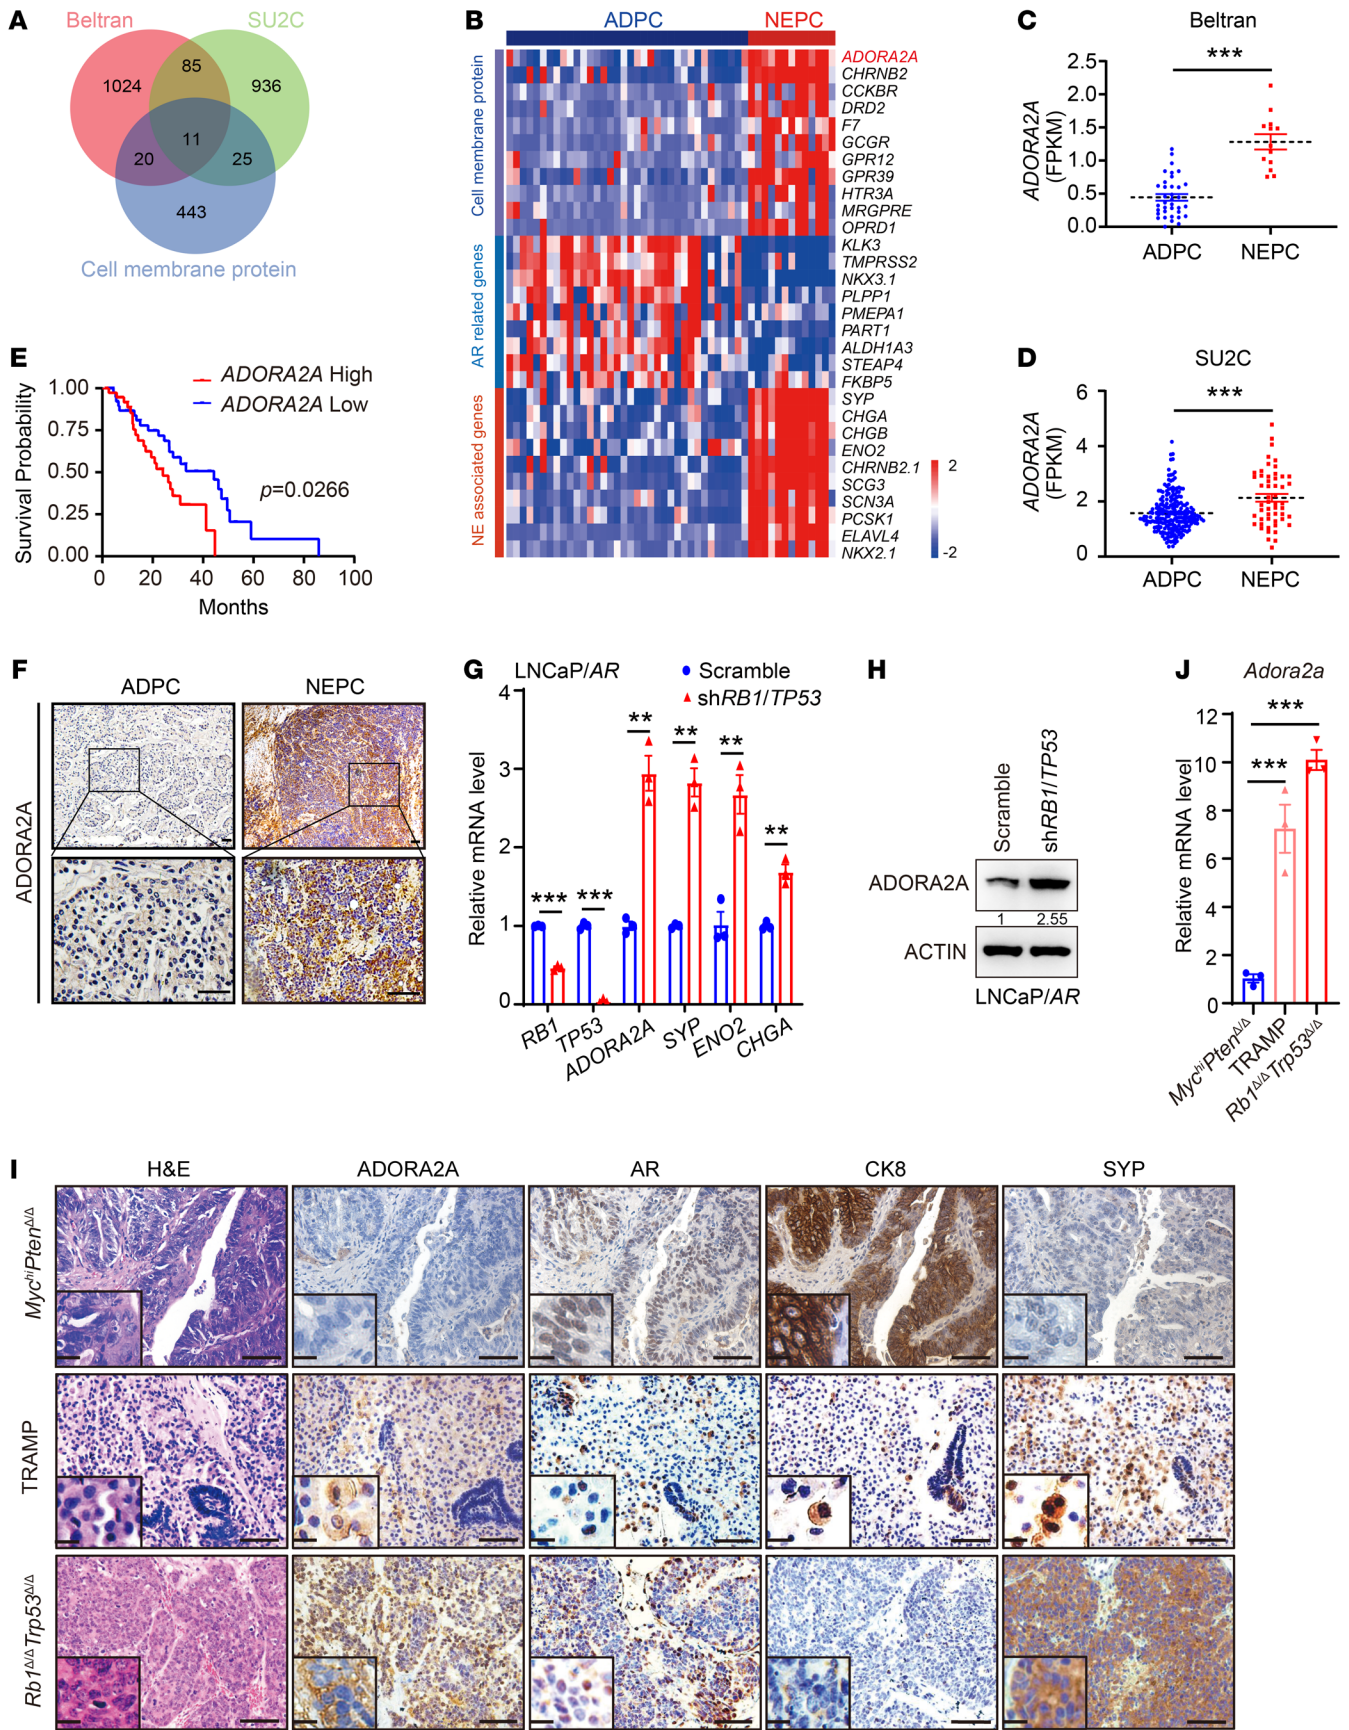 A
Beltran
SU2C
1024
85
936
11
20
25
443
Cell membrane protein
B
ADPC
NEPC
Cell membrane protein
AR related genes
NE associated genes
ADORA2A
CHRNB2
CCKBR
DRD2
F7
GCGR
GPR12
GPR39
HTR3A
MRGPRE
OPRD1
KLK3
TMPRSS2
NKX3.1
PLPP1
PMEPA1
PART1
ALDH1A3
STEAP4
FKBP5
SYP
CHGA
CHGB
ENO2
CHRNB2.1
SCG3
SCN3A
PCSK1
ELAVL4
NKX2.1
2
-2
C
Beltran
***
ADORA2A
(FPKM)
2.5
2.0
1.5
1.0
0.5
0.0
ADPC
NEPC
D
SU2C
***
ADORA2A
(FPKM)
6
4
2
0
ADPC
NEPC
E
ADORA2A High
ADORA2A Low
Survival Probability
1.00
0.75
0.50
0.25
0.00
p=0.0266
0 20 40 60 80 100
Months
F
ADPC
NEPC
ADORA2A
G
LNCaP/AR
Scramble
shRB1/TP53
Relative mRNA level
4
3
2
1
0
***
***
**
**
**
**
RB1
TP53
ADORA2A
SYP
ENO2
CHGA
H
Scramble
shRB1/TP53
ADORA2A
1 2.55
ACTIN
LNCaP/AR
J
Adora2a
***
***
Relative mRNA level
12
10
8
6
4
2
0
MychiPtenΔ/Δ
TRAMP
Rb1Δ/ΔTrp53Δ/Δ
I
H&E
ADORA2A
AR
CK8
SYP
MychiPtenΔ/Δ
TRAMP
Rb1Δ/ΔTrp53Δ/Δ